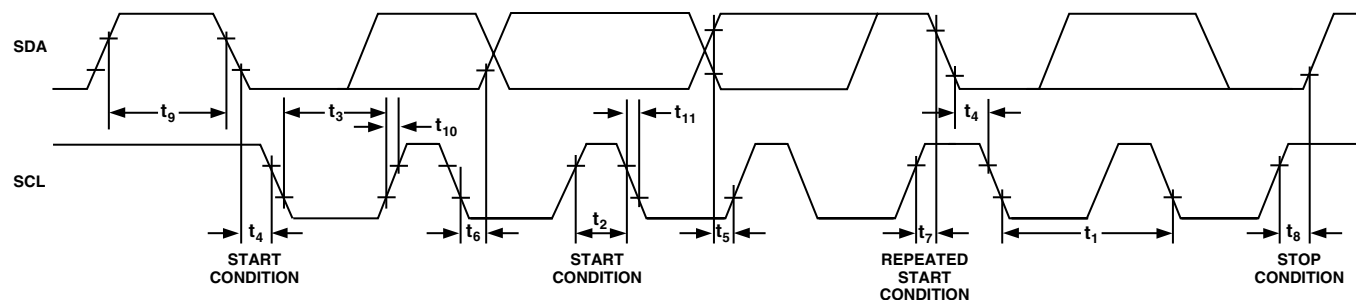 SDA
t9
t3
t10
t11
t4
SCL
t4
t6
t2
t5
t7
t1
t8
START
CONDITION
START
CONDITION
REPEATED
START
CONDITION
STOP
CONDITION